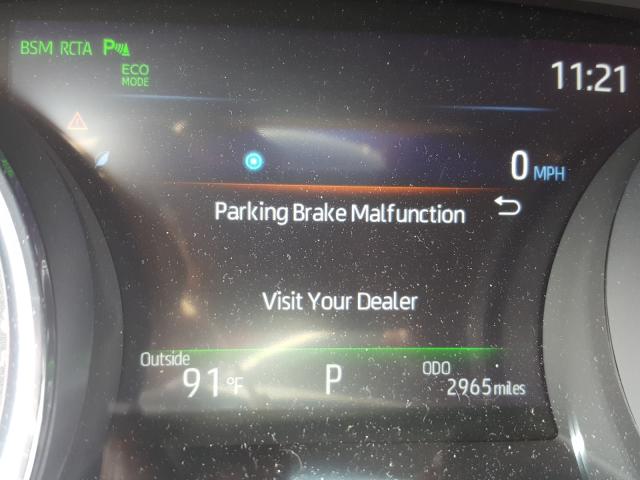 BSM RCTA P
ECO
MODE
11:21
0 MPH
Parking Brake Malfunction
Visit Your Dealer
Outside
91°F
P
ODO
2965 miles